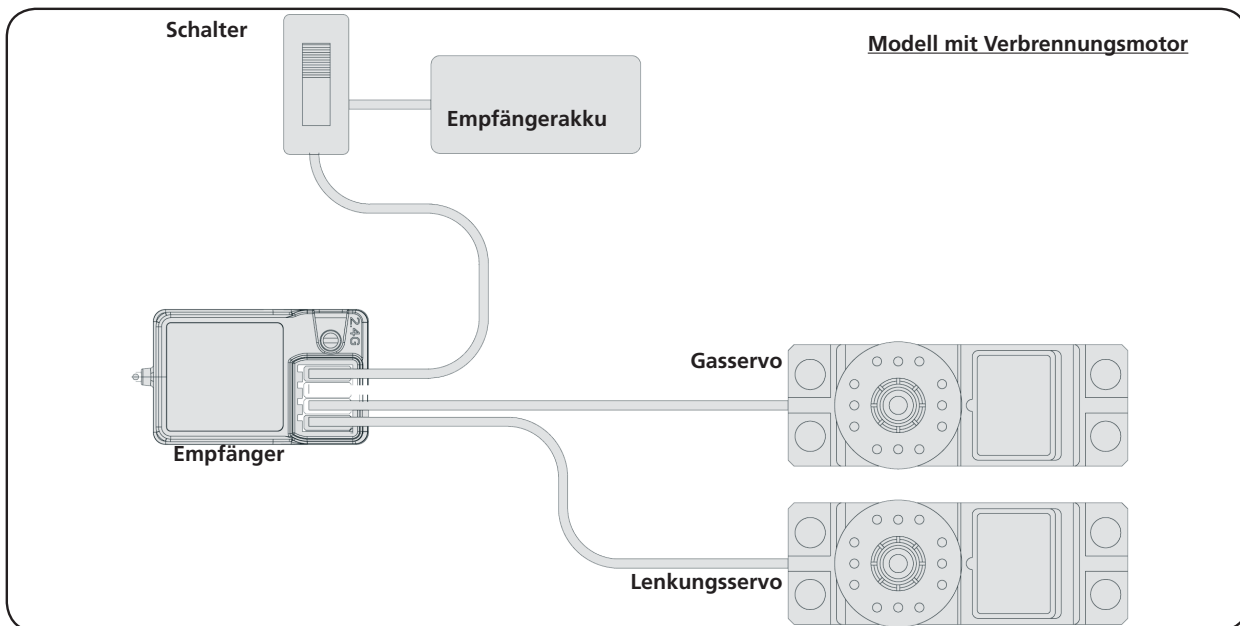 Schalter
Modell mit Verbrennungsmotor
Empfängerakku
2.4G
Gasservo
Empfänger
Lenkungsservo